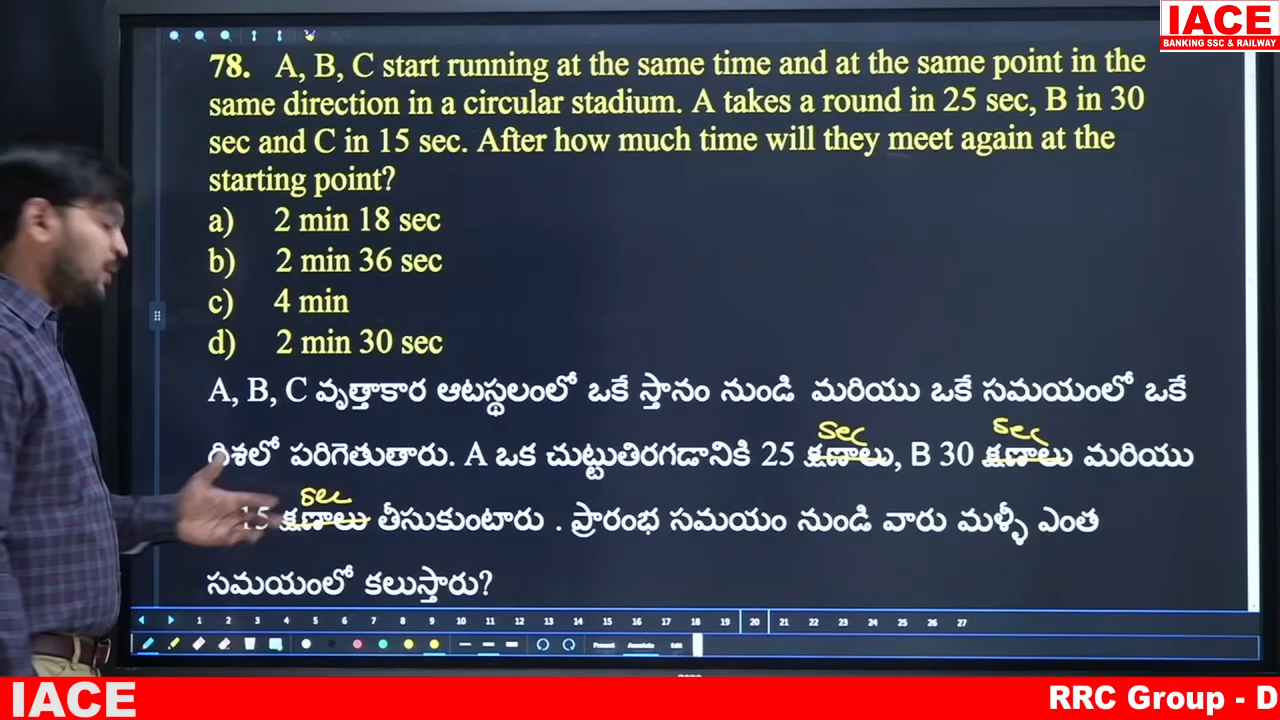 IACE
BANKING SSC & RAILWAY
78. A, B, C start running at the same time and at the same point in the
same direction in a circular stadium. A takes a round in 25 sec, B in 30
sec and C in 15 sec. After how much time will they meet again at the
starting point?
a) 2 min 18 sec
b) 2 min 36 sec
c) 4 min
d) 2 min 30 sec
A, B, C వృత్తాకార ఆటస్థలంలో ఒకే స్తానం నుండి మరియు ఒకే సమయంలో ఒకే
sec sec
దిశలో పరిగెతుతారు. A ఒక చుట్టుతిరగడానికి 25 క్షణాలు, B 30 క్షణాలు మరియు
sec
15 క్షణాలు తీసుకుంటారు . ప్రారంభ సమయం నుండి వారు మళ్ళీ ఎంత
సమయంలో కలుస్తారు?
1 2 3 4 5 6 7 8 9 10 11 12 13 14 15 16 17 18 19 20 21 22 23 24 25 26 27
Present Annotate Edit
IACE
RRC Group - D